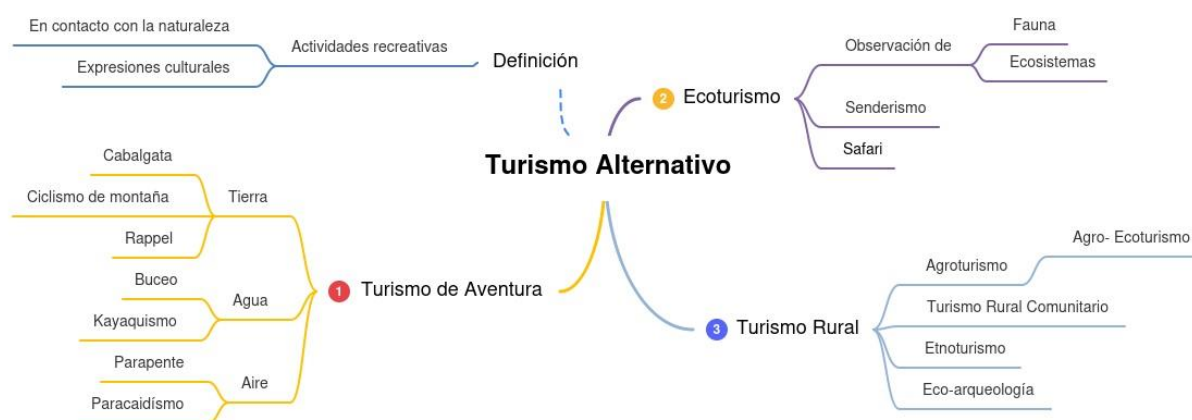 Turismo Alternativo
Definición
Actividades recreativas
En contacto con la naturaleza
Expresiones culturales
1
Turismo de Aventura
Tierra
Cabalgata
Ciclismo de montaña
Rappel
Agua
Buceo
Kayaquismo
Aire
Parapente
Paracaidísmo
2
Ecoturismo
Observación de
Fauna
Ecosistemas
Senderismo
Safari
3
Turismo Rural
Agroturismo
Agro- Ecoturismo
Turismo Rural Comunitario
Etnoturismo
Eco-arqueología